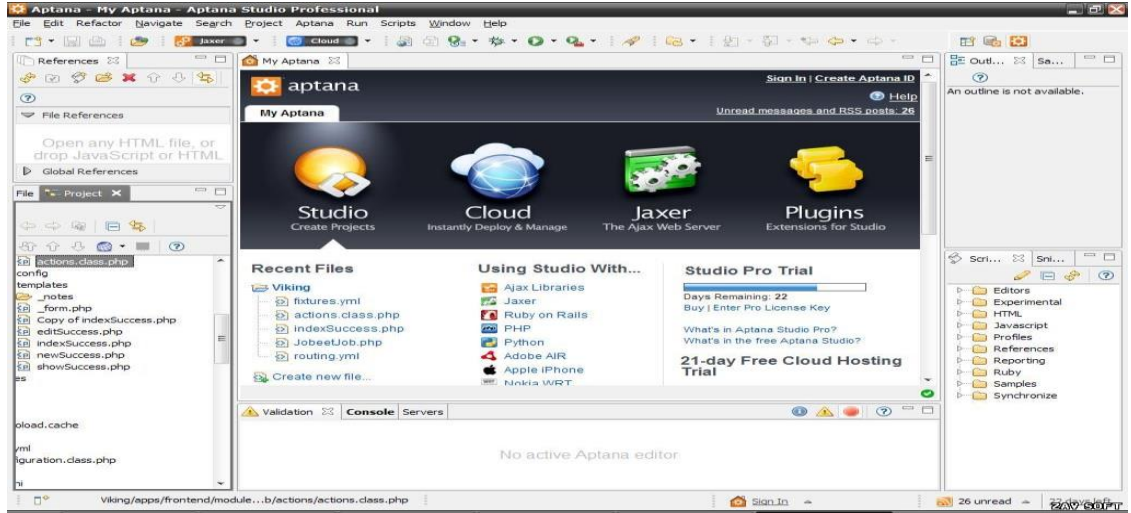 Aptana - My Aptana - Aptana Studio Professional
File Edit Refactor Navigate Search Project Aptana Run Scripts Window Help
Jaxer
Cloud
References
File References
Open any HTML file, or
drop JavaScript or HTML
Global References
File Project
actions.class.php
config
templates
_notes
_form.php
Copy of indexSuccess.php
editSuccess.php
indexSuccess.php
newSuccess.php
showSuccess.php
es
oload.cache
yml
iguration.class.php
ni
My Aptana
aptana
Sign In | Create Aptana ID
Help
My Aptana
Unread messages and RSS posts: 26
Studio
Create Projects
Cloud
Instantly Deploy & Manage
Jaxer
The Ajax Web Server
Plugins
Extensions for Studio
Recent Files
Viking
fixtures.yml
actions.class.php
indexSuccess.php
JobeetJob.php
routing.yml
Create new file...
Using Studio With...
Ajax Libraries
Jaxer
Ruby on Rails
PHP
Python
Adobe AIR
Apple iPhone
Nokia WRT
Studio Pro Trial
Days Remaining: 22
Buy | Enter Pro License Key
What's in Aptana Studio Pro?
What's in the free Aptana Studio?
21-day Free Cloud Hosting
Trial
Validation Console Servers
No active Aptana editor
Outl... Sa...
An outline is not available.
Scri... Sni...
Editors
Experimental
HTML
Javascript
Profiles
References
Reporting
Ruby
Samples
Synchronize
Viking/apps/frontend/module...b/actions/actions.class.php
Sign In
26 unread
22 days left
2AV SOFT